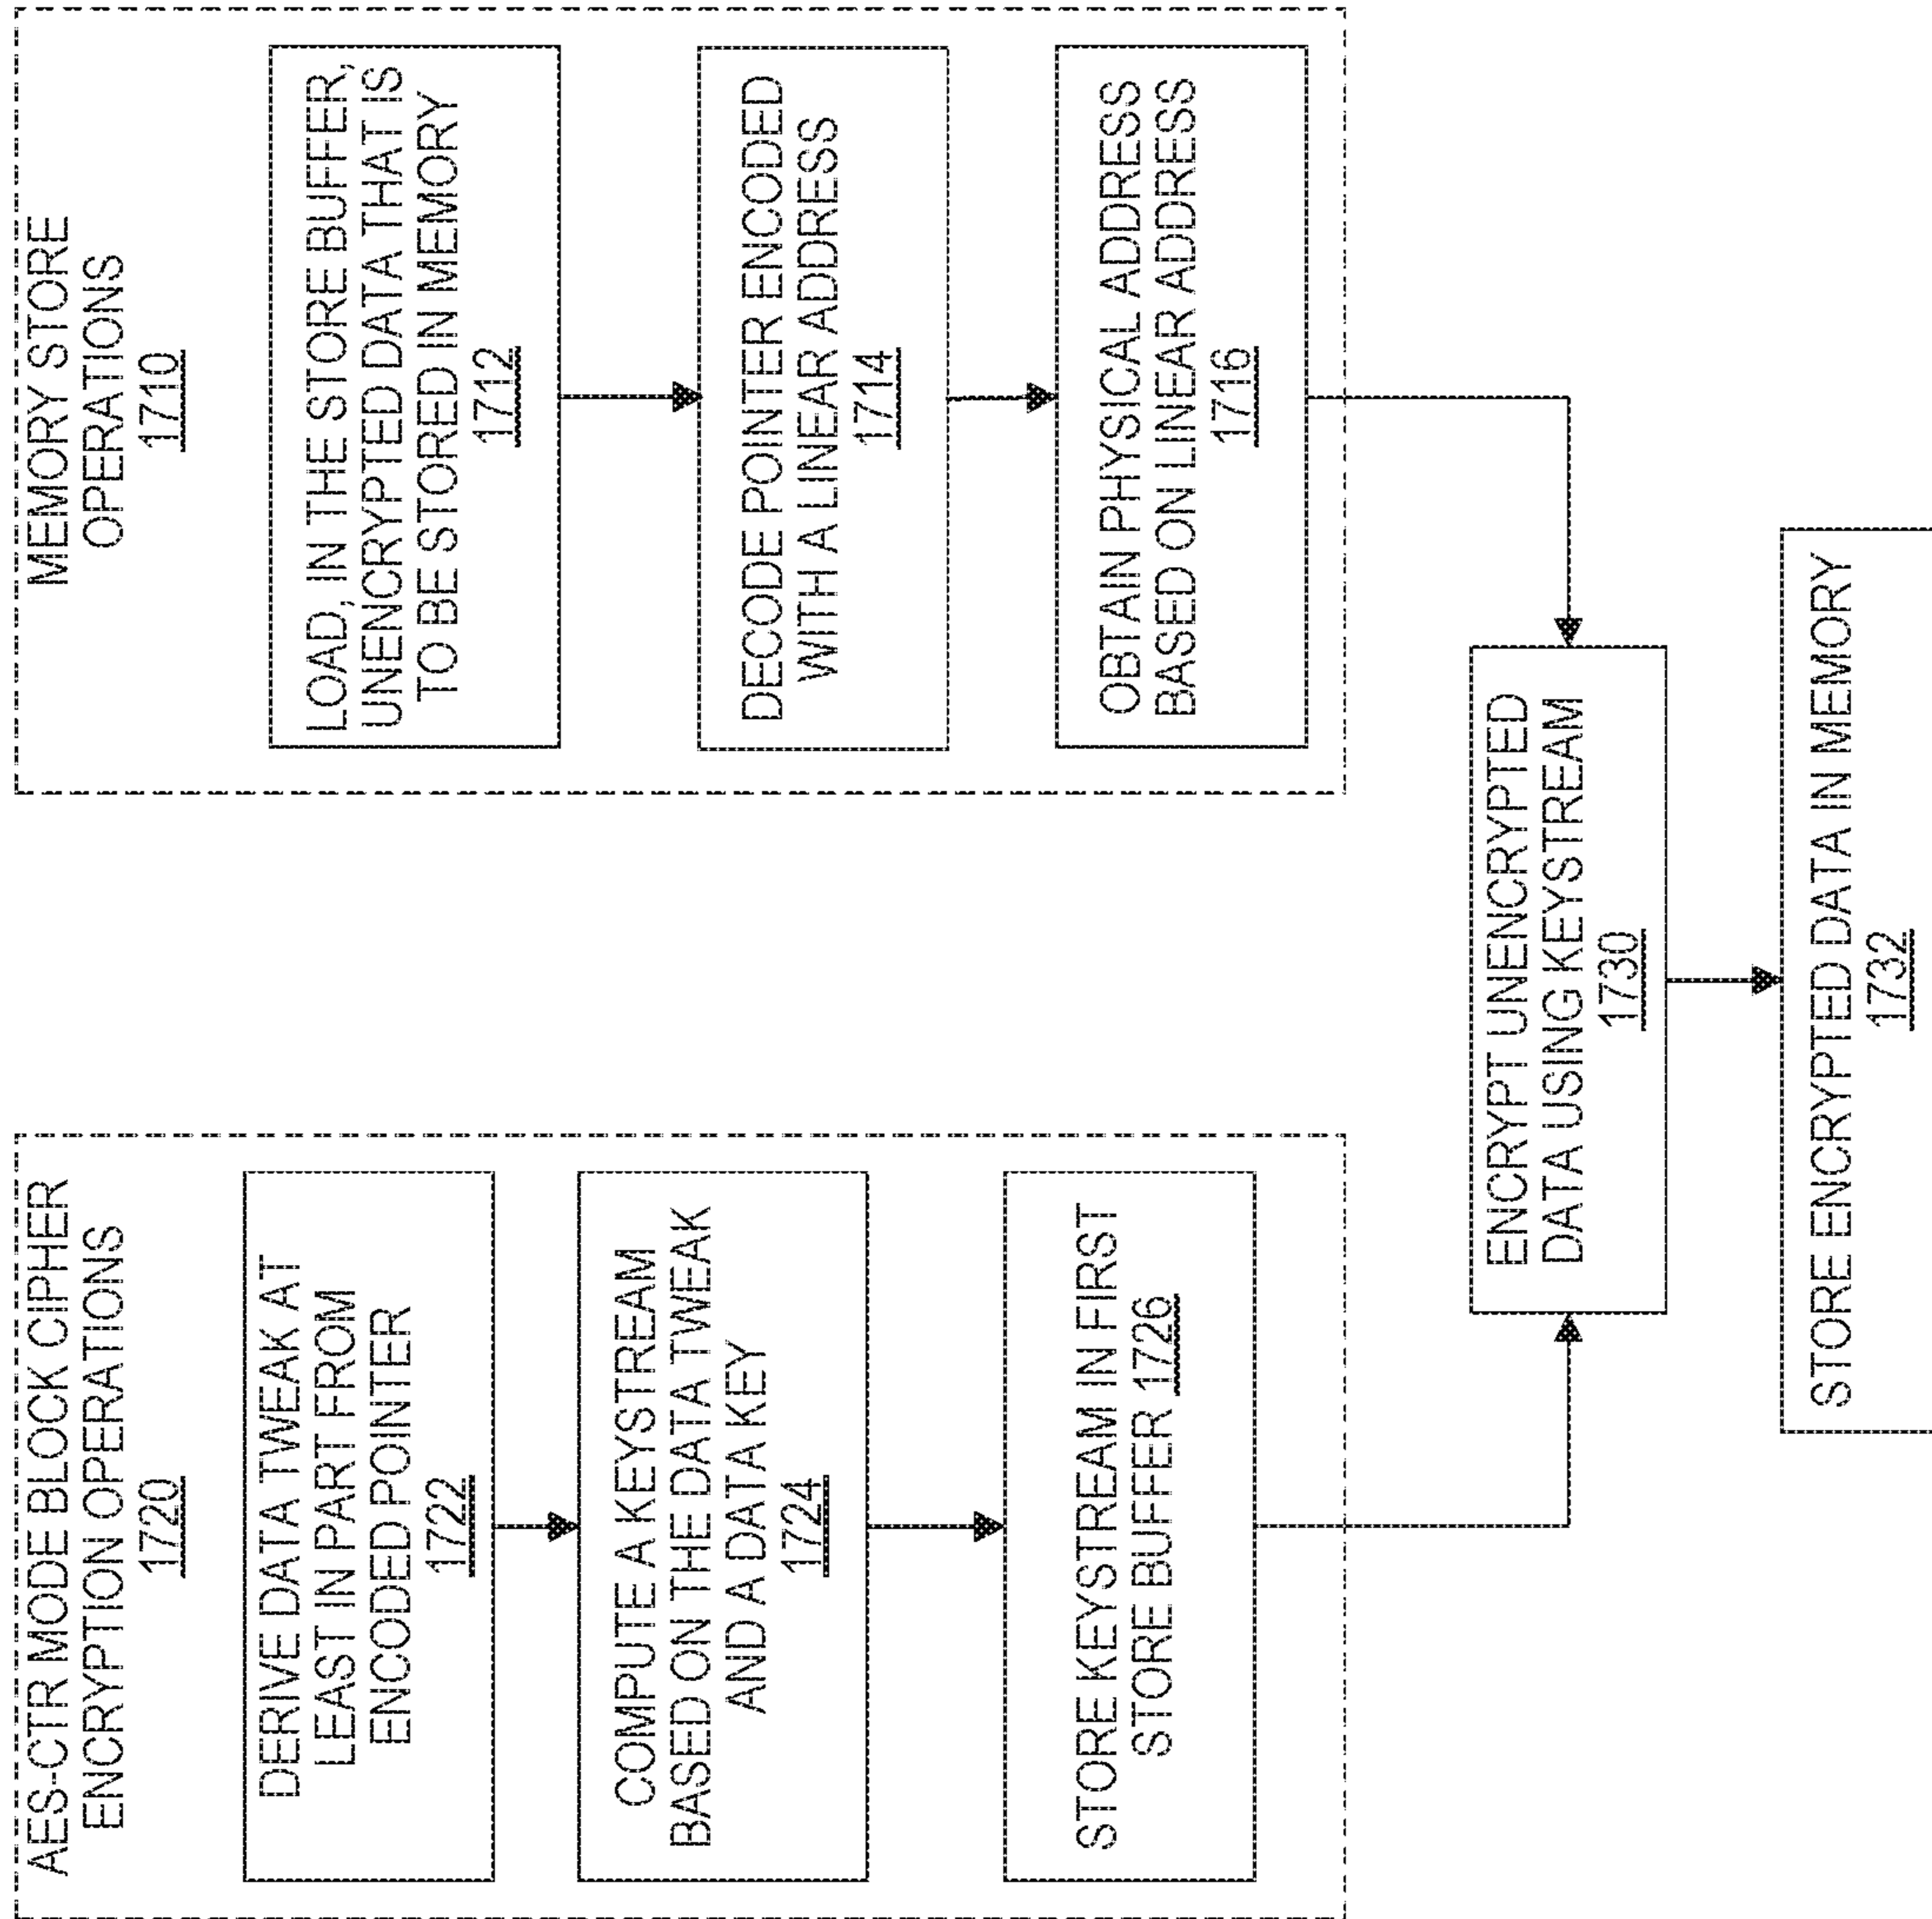 AES-CTR MODE BLOCK CIPHER
ENCRYPTION OPERATIONS
1720
DERIVE DATA TWEAK AT
LEAST IN PART FROM
ENCODED POINTER
1722
COMPUTE A KEYSTREAM
BASED ON THE DATA TWEAK
AND A DATA KEY
1724
STORE KEYSTREAM IN FIRST
STORE BUFFER 1726
MEMORY STORE
OPERATIONS
1710
LOAD, IN THE STORE BUFFER,
UNENCRYPTED DATA THAT IS
TO BE STORED IN MEMORY
1712
DECODE POINTER ENCODED
WITH A LINEAR ADDRESS
1714
OBTAIN PHYSICAL ADDRESS
BASED ON LINEAR ADDRESS
1716
ENCRYPT UNENCRYPTED
DATA USING KEYSTREAM
1730
STORE ENCRYPTED DATA IN MEMORY
1732